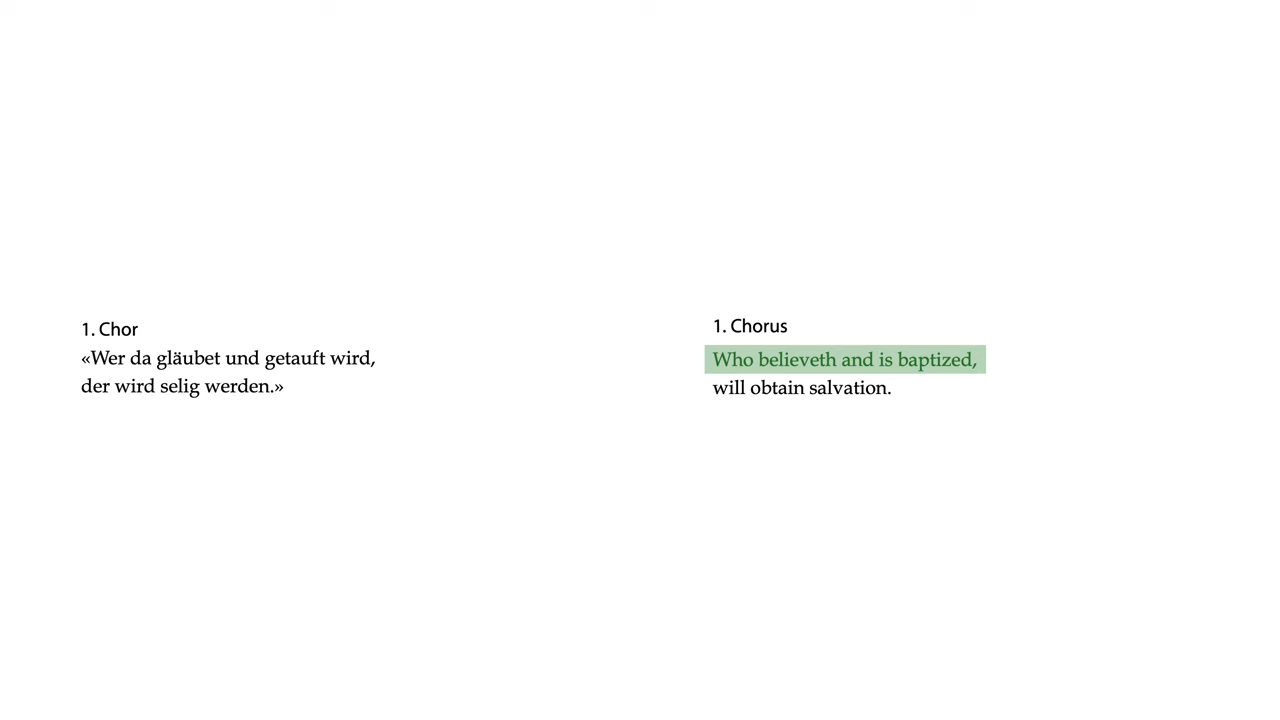 1. Chor
«Wer da gläubet und getauft wird,
der wird selig werden.»
1. Chorus
Who believeth and is baptized,
will obtain salvation.